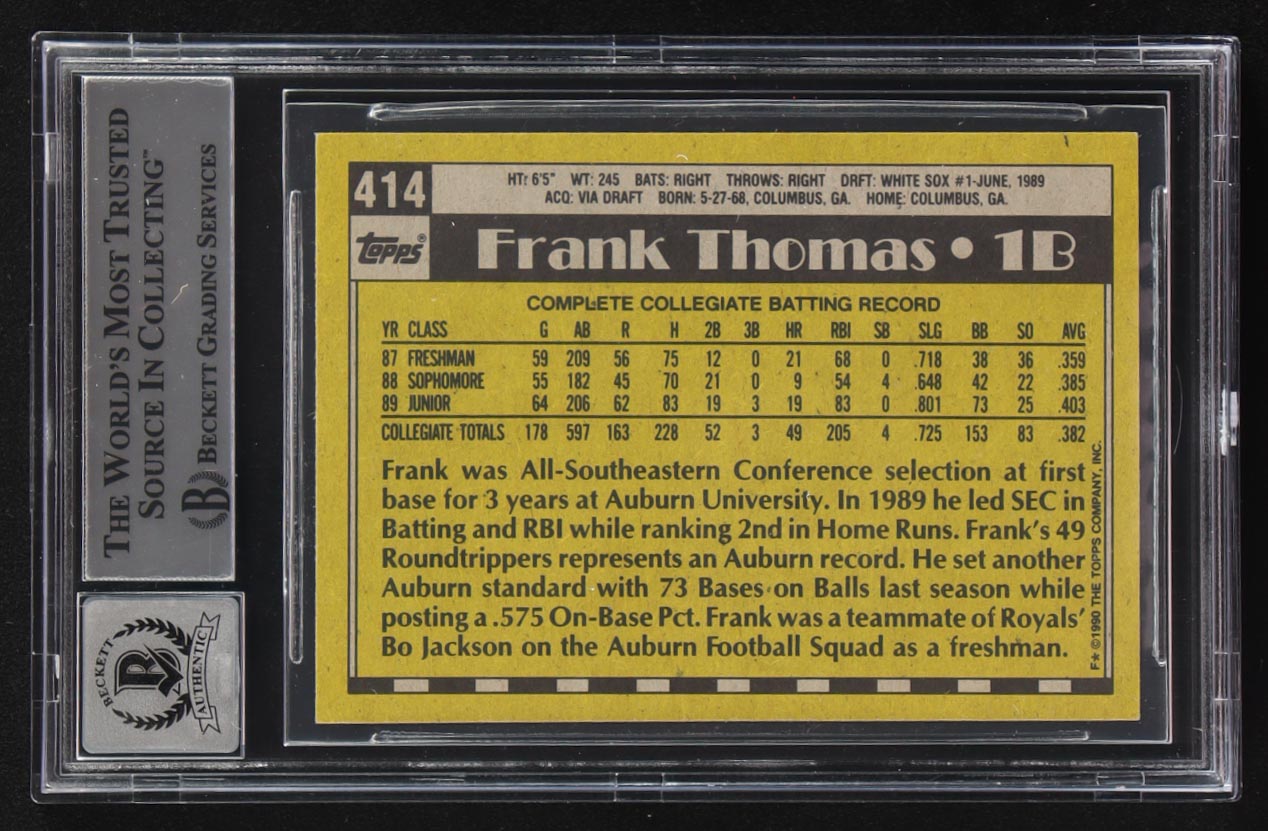 THE WORLD'S MOST TRUSTED
SOURCE IN COLLECTING™
BECKETT GRADING SERVICES
BECKETT
AUTHENTIC
414
HT: 6'5" WT: 245 BATS: RIGHT THROWS: RIGHT DRFT: WHITE SOX #1-JUNE, 1989
ACQ: VIA DRAFT BORN: 5-27-68, COLUMBUS, GA. HOME: COLUMBUS, GA.
topps®
Frank Thomas • 1B
COMPLETE COLLEGIATE BATTING RECORD
YR CLASS G AB R H 2B 3B HR RBI SB SLG BB SO AVG
87 FRESHMAN 59 209 56 75 12 0 21 68 0 .718 38 36 .359
88 SOPHOMORE 55 182 45 70 21 0 9 54 4 .648 42 22 .385
89 JUNIOR 64 206 62 83 19 3 19 83 0 .801 73 25 .403
COLLEGIATE TOTALS 178 597 163 228 52 3 49 205 4 .725 153 83 .382
Frank was All-Southeastern Conference selection at first
base for 3 years at Auburn University. In 1989 he led SEC in
Batting and RBI while ranking 2nd in Home Runs. Frank's 49
Roundtrippers represents an Auburn record. He set another
Auburn standard with 73 Bases on Balls last season while
posting a .575 On-Base Pct. Frank was a teammate of Royals'
Bo Jackson on the Auburn Football Squad as a freshman.
F★ ©1990 THE TOPPS COMPANY, INC.